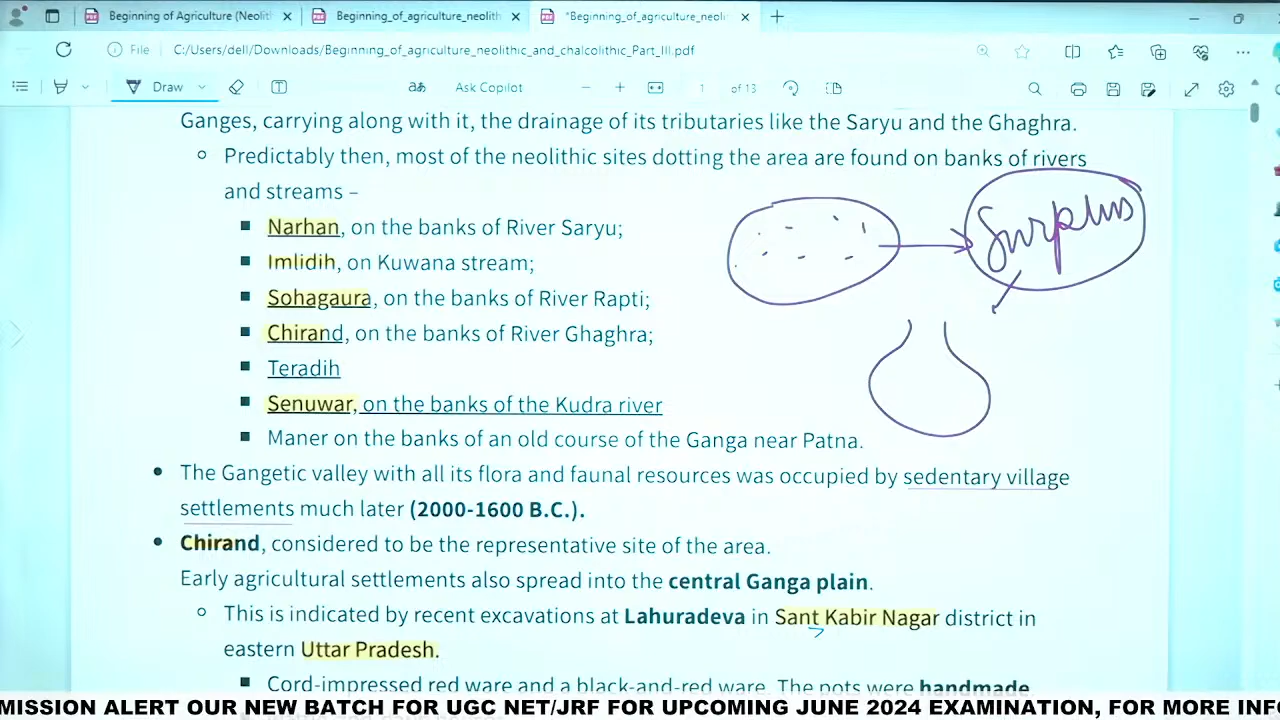 Beginning of Agriculture (Neolit
Beginning_of_agriculture_neolith
*Beginning_of_agriculture_neoli
File
C:/Users/dell/Downloads/Beginning_of_agriculture_neolithic_and_chalcolithic_Part_III.pdf
Draw
Ask Copilot
1 of 13
Ganges, carrying along with it, the drainage of its tributaries like the Saryu and the Ghaghra.
Predictably then, most of the neolithic sites dotting the area are found on banks of rivers
and streams –
Narhan, on the banks of River Saryu;
Surplus
Imlidih, on Kuwana stream;
Sohagaura, on the banks of River Rapti;
Chirand, on the banks of River Ghaghra;
Teradih
Senuwar, on the banks of the Kudra river
Maner on the banks of an old course of the Ganga near Patna.
The Gangetic valley with all its flora and faunal resources was occupied by sedentary village
settlements much later (2000-1600 B.C.).
Chirand, considered to be the representative site of the area.
Early agricultural settlements also spread into the central Ganga plain.
This is indicated by recent excavations at Lahuradeva in Sant Kabir Nagar district in
eastern Uttar Pradesh.
Cord-impressed red ware and a black-and-red ware. The pots were handmade.
MISSION ALERT OUR NEW BATCH FOR UGC NET/JRF FOR UPCOMING JUNE 2024 EXAMINATION, FOR MORE INFO